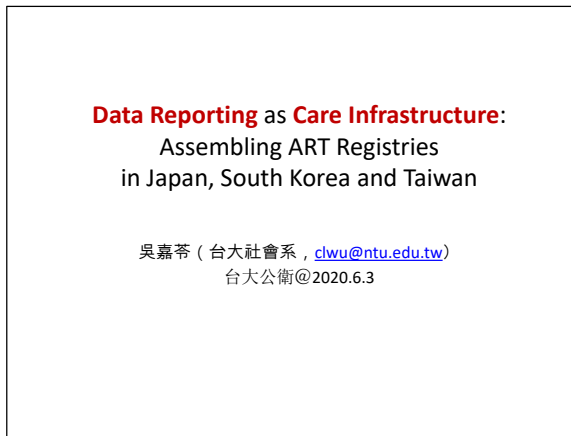 Data Reporting as Care Infrastructure:
Assembling ART Registries
in Japan, South Korea and Taiwan
吳嘉苓（台大社會系，clwu@ntu.edu.tw）
台大公衛@2020.6.3